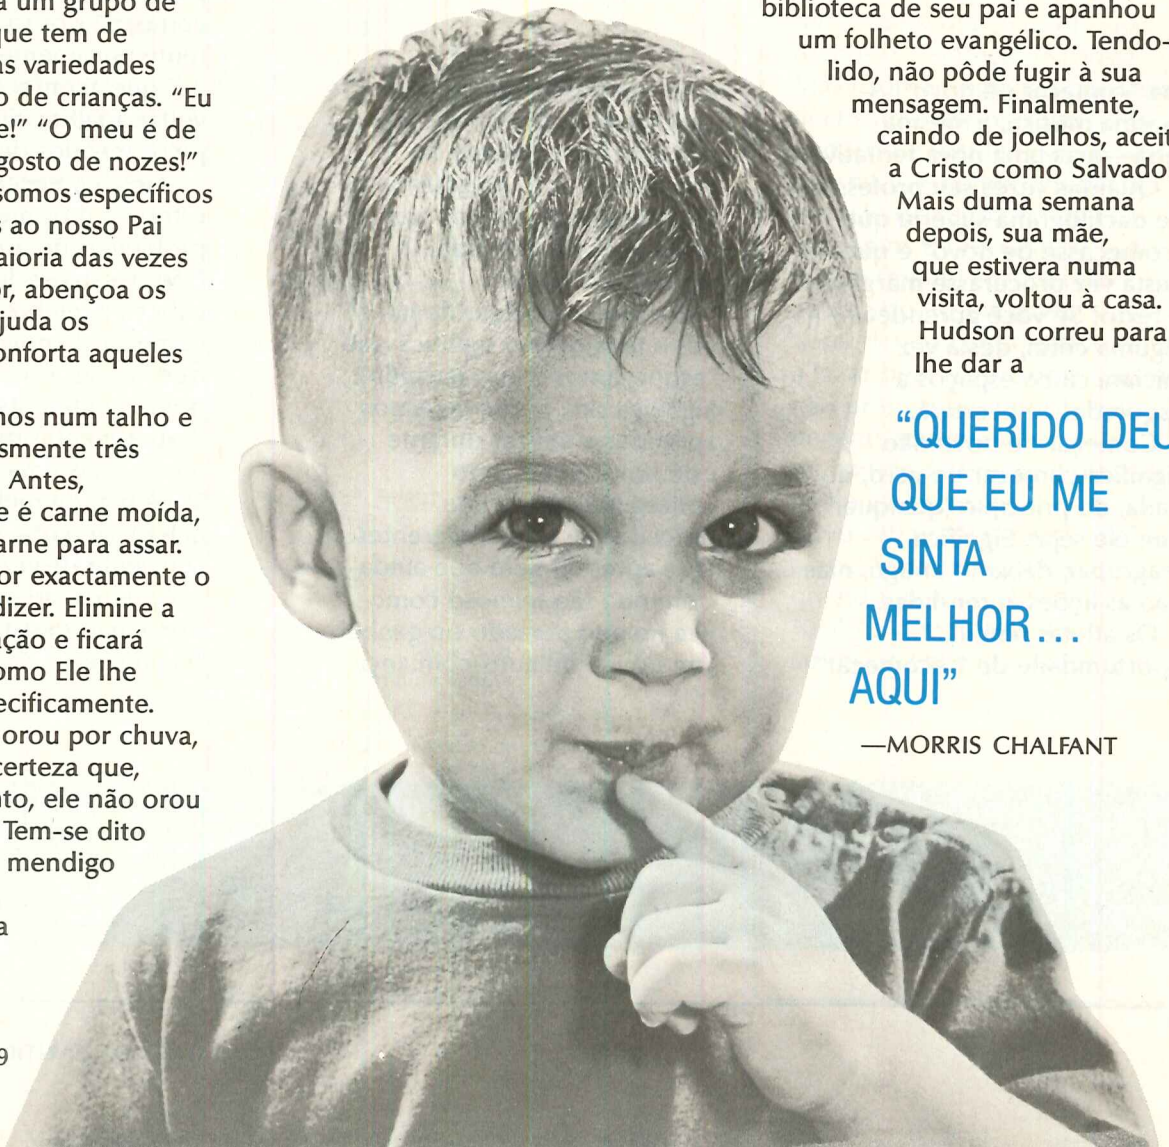 a um grupo de
que tem de
as variedades
o de crianças. “Eu
e!” “O meu é de
gosto de nozes!”
somos específicos
s ao nosso Pai
aioria das vezes
or, abençoa os
juda os
onforta aqueles
nos num talho e
smente três
Antes,
e é carne moída,
arne para assar.
or exactamente o
dizer. Elimine a
ação e ficará
omo Ele lhe
ecificamente.
orou por chuva,
certeza que,
nto, ele não orou
Tem-se dito
mendigo
a
9
biblioteca de seu pai e apanhou
um folheto evangélico. Tendo-
lido, não pôde fugir à sua
mensagem. Finalmente,
caindo de joelhos, aceit
a Cristo como Salvado
Mais duma semana
depois, sua mãe,
que estivera numa
visita, voltou à casa.
Hudson correu para
lhe dar a
“QUERIDO DEU
QUE EU ME
SINTA
MELHOR...
AQUI”
—MORRIS CHALFANT